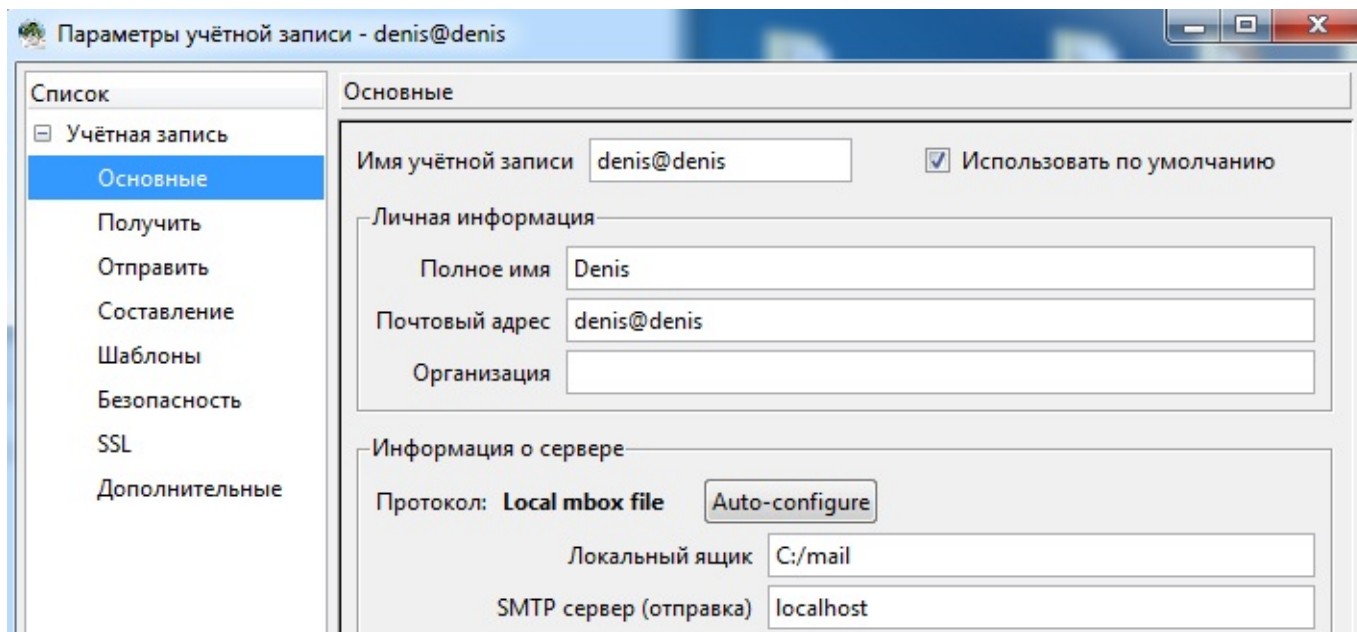 Параметры учётной записи - denis@denis
Список
Учётная запись
Основные
Получить
Отправить
Составление
Шаблоны
Безопасность
SSL
Дополнительные
Основные
Имя учётной записи denis@denis Использовать по умолчанию
Личная информация
Полное имя Denis
Почтовый адрес denis@denis
Организация
Информация о сервере
Протокол: Local mbox file Auto-configure
Локальный ящик C:/mail
SMTP сервер (отправка) localhost